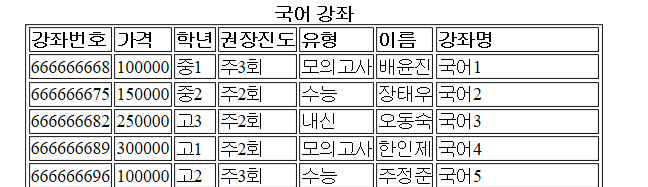 국어 강좌
강좌번호 가격 학년 권장진도 유형 이름 강좌명
666666668 100000 중1 주3회 모의고사 배윤진 국어1
666666675 150000 중2 주2회 수능 장태우 국어2
666666682 250000 고3 주2회 내신 오동숙 국어3
666666689 300000 고1 주2회 모의고사 한인제 국어4
666666696 100000 고2 주3회 수능 주정준 국어5